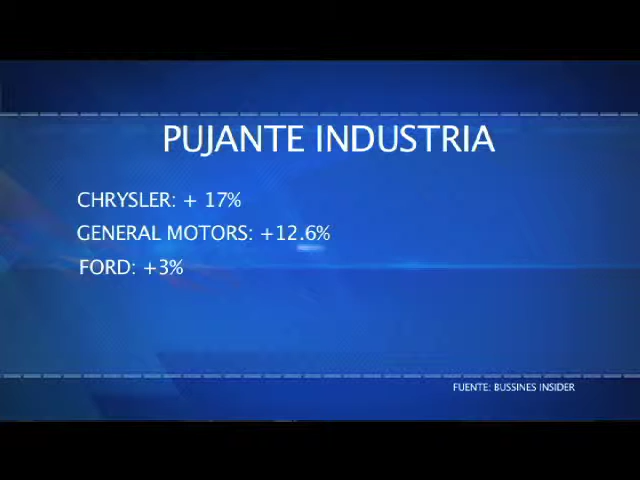 PUJANTE INDUSTRIA
CHRYSLER: + 17%
GENERAL MOTORS: +12.6%
FORD: +3%
FUENTE: BUSSINES INSIDER